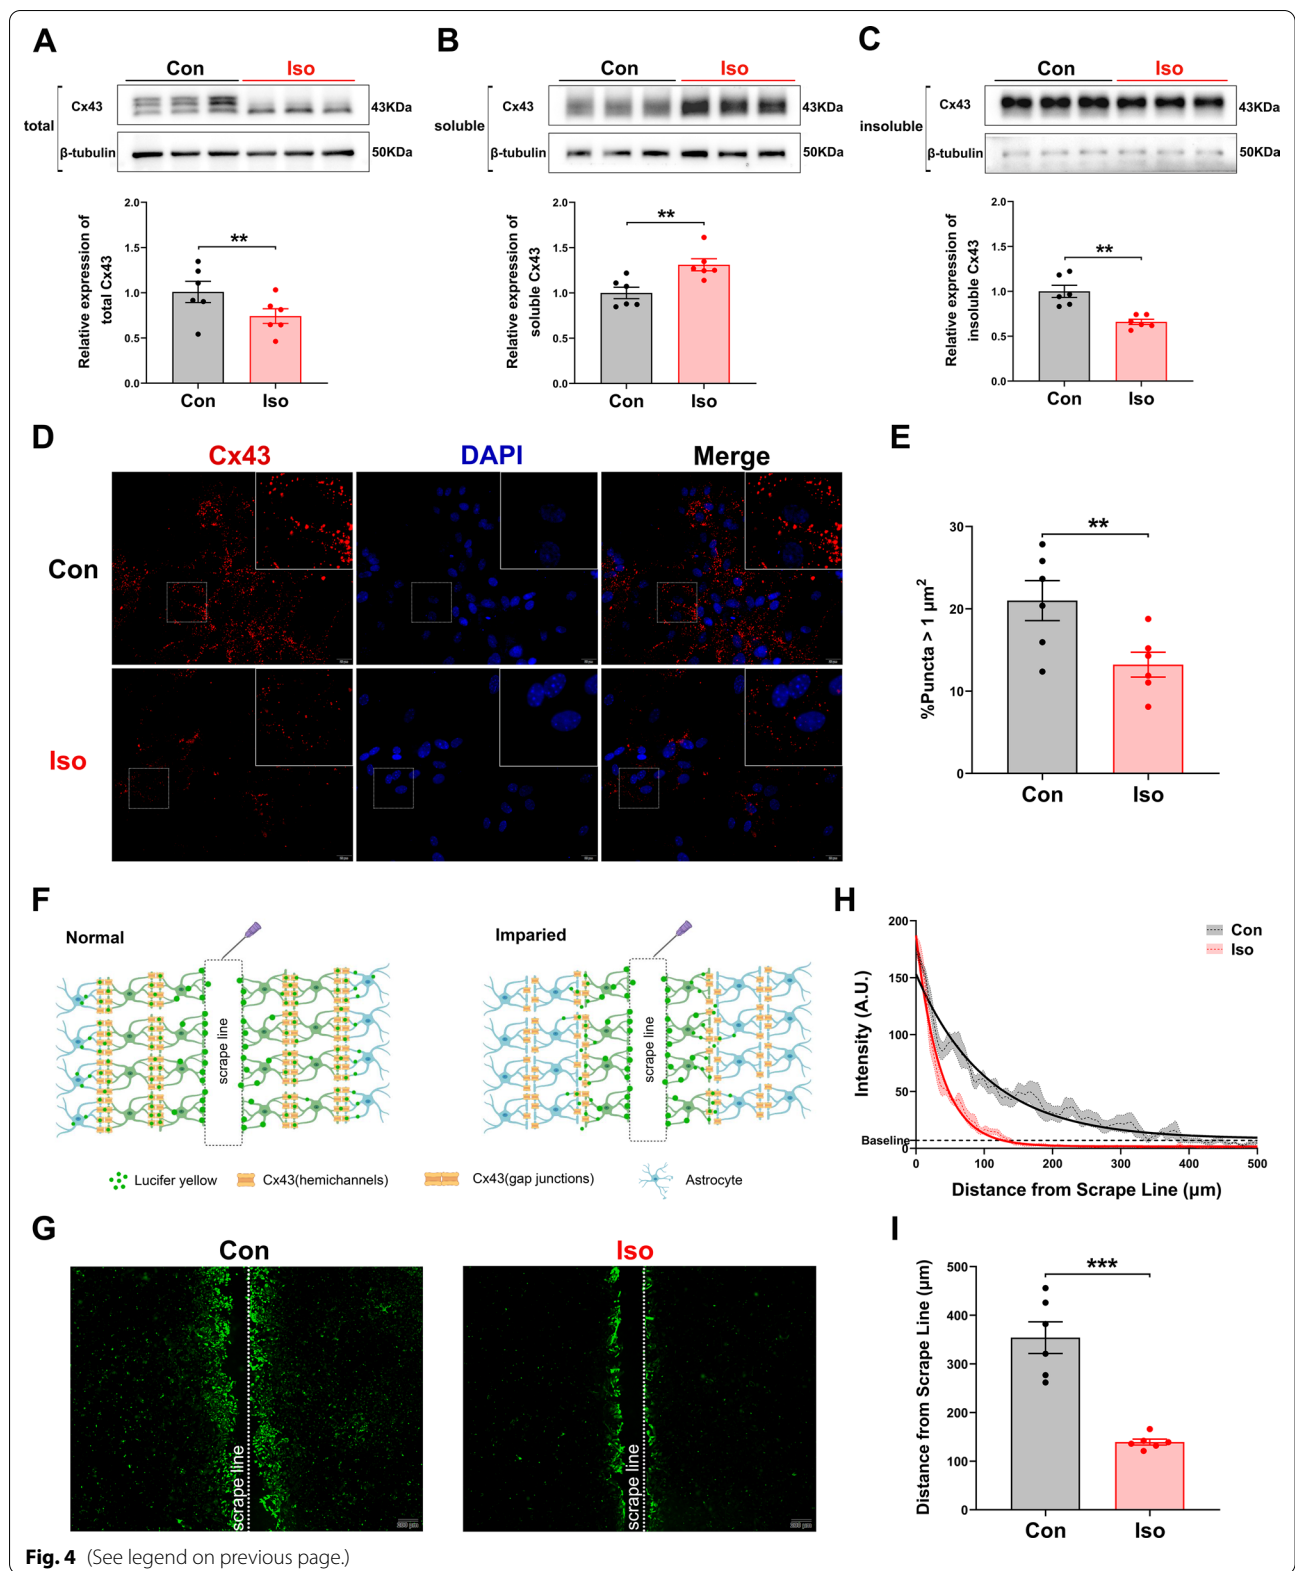 A
Con
Iso
total
Cx43
43KDa
β-tubulin
50KDa
Relative expression of
total Cx43
2.0
1.5
1.0
0.5
0.0
**
Con
Iso
B
Con
Iso
soluble
Cx43
43KDa
β-tubulin
50KDa
Relative expression of
soluble Cx43
2.0
1.5
1.0
0.5
0.0
**
Con
Iso
C
Con
Iso
insoluble
Cx43
43KDa
β-tubulin
50KDa
Relative expression of
insoluble Cx43
2.0
1.5
1.0
0.5
0.0
**
Con
Iso
D
Cx43
DAPI
Merge
Con
Iso
E
%Puncta > 1 μm²
30
20
10
0
**
Con
Iso
F
Normal
scrape line
Imparied
scrape line
Lucifer yellow
Cx43(hemichannels)
Cx43(gap junctions)
Astrocyte
H
Intensity (A.U.)
200
150
100
50
Baseline
0
0 100 200 300 400 500
Distance from Scrape Line (μm)
Con
Iso
G
Con
scrape line
200 μm
Iso
scrape line
200 μm
I
Distance from Scrape Line (μm)
500
400
300
200
100
0
***
Con
Iso
Fig. 4 (See legend on previous page.)